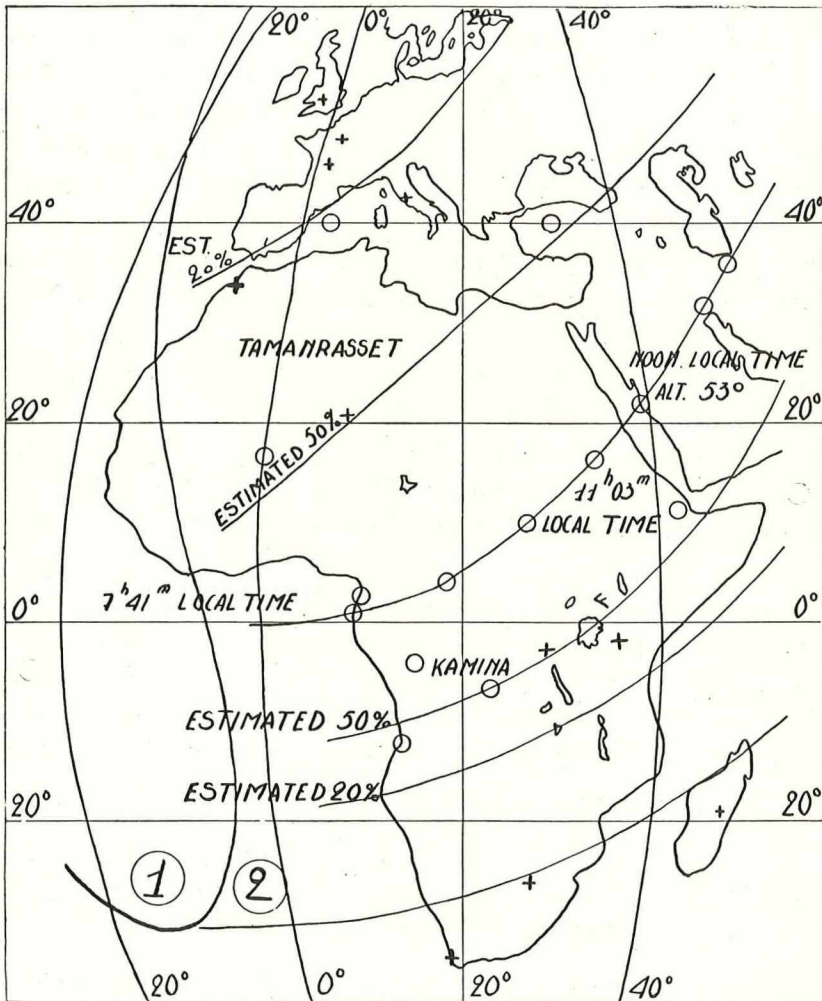 20° 0° 20° 40°
40° 40°
EST.
20%
TAMANRASSET
NOON. LOCAL TIME
ALT. 53°
20° 20°
ESTIMATED 50%
11ʰ03ᵐ
LOCAL TIME
7ʰ41ᵐ LOCAL TIME
0° 0°
F
KAMINA
ESTIMATED 50%
ESTIMATED 20%
20° 20°
1 2
20° 0° 40°